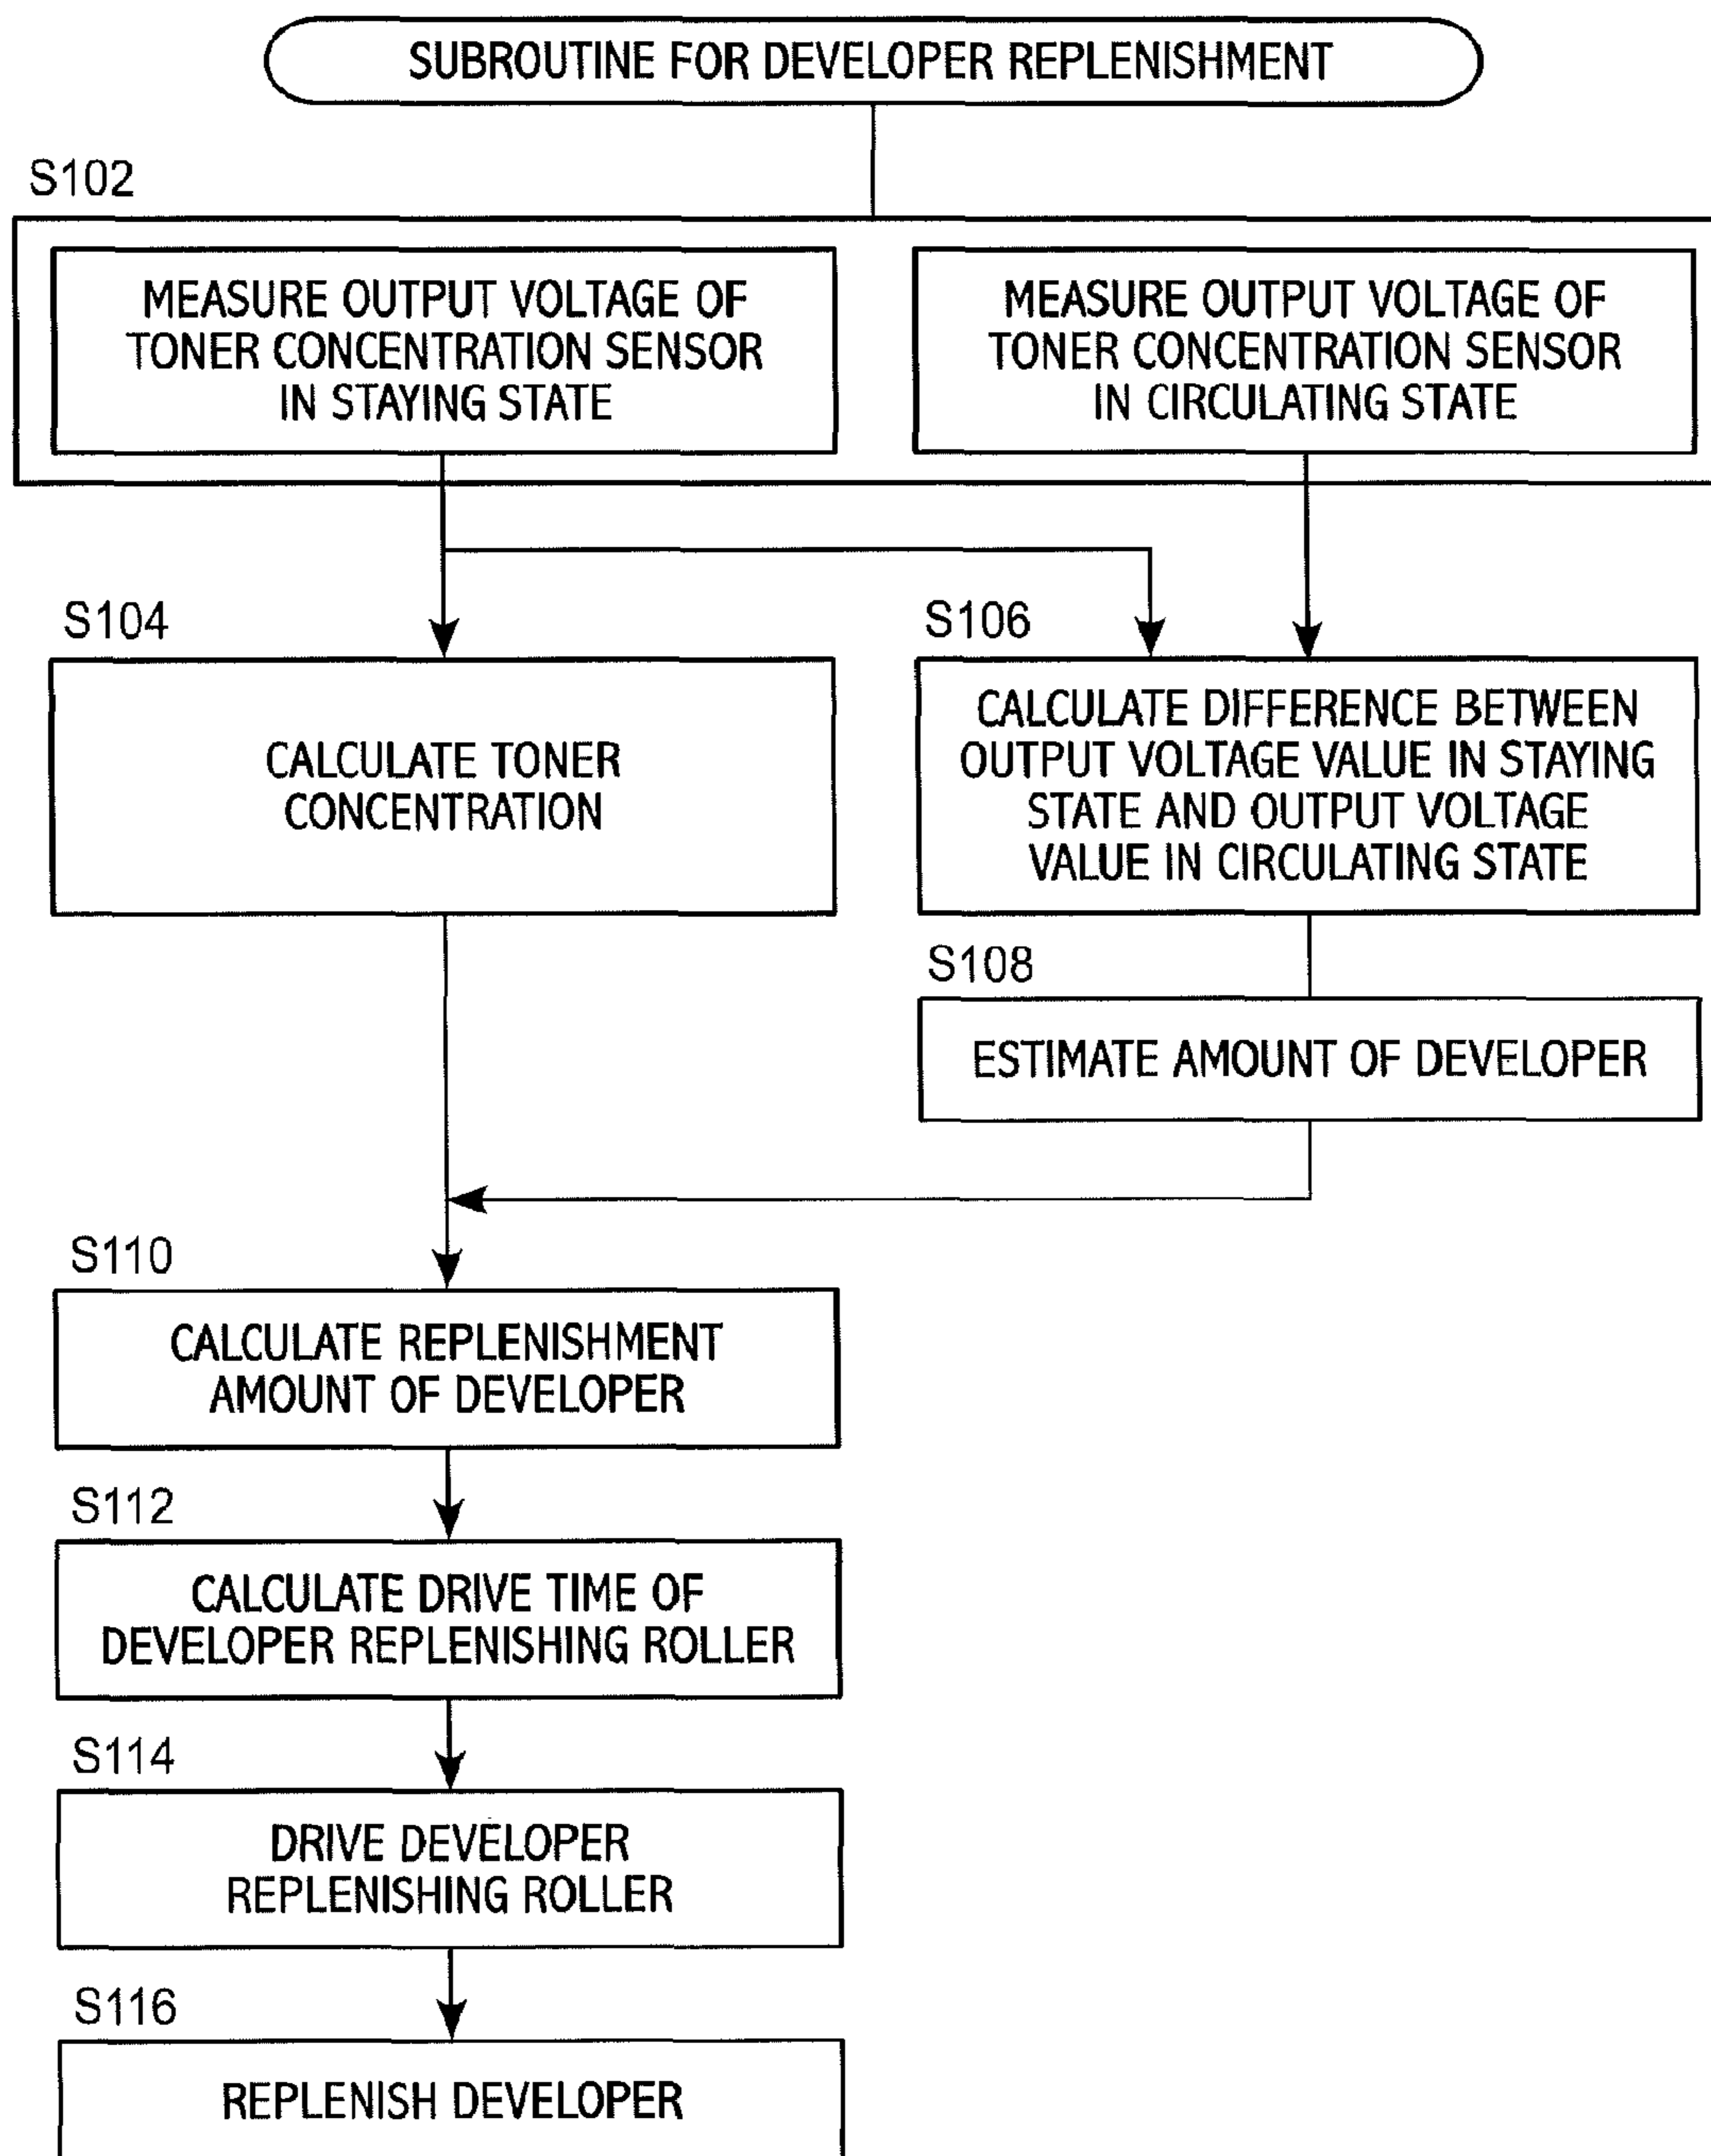 SUBROUTINE FOR DEVELOPER REPLENISHMENT
S102
MEASURE OUTPUT VOLTAGE OF
TONER CONCENTRATION SENSOR
IN STAYING STATE
MEASURE OUTPUT VOLTAGE OF
TONER CONCENTRATION SENSOR
IN CIRCULATING STATE
S104
CALCULATE TONER
CONCENTRATION
S106
CALCULATE DIFFERENCE BETWEEN
OUTPUT VOLTAGE VALUE IN STAYING
STATE AND OUTPUT VOLTAGE
VALUE IN CIRCULATING STATE
S108
ESTIMATE AMOUNT OF DEVELOPER
S110
CALCULATE REPLENISHMENT
AMOUNT OF DEVELOPER
S112
CALCULATE DRIVE TIME OF
DEVELOPER REPLENISHING ROLLER
S114
DRIVE DEVELOPER
REPLENISHING ROLLER
S116
REPLENISH DEVELOPER